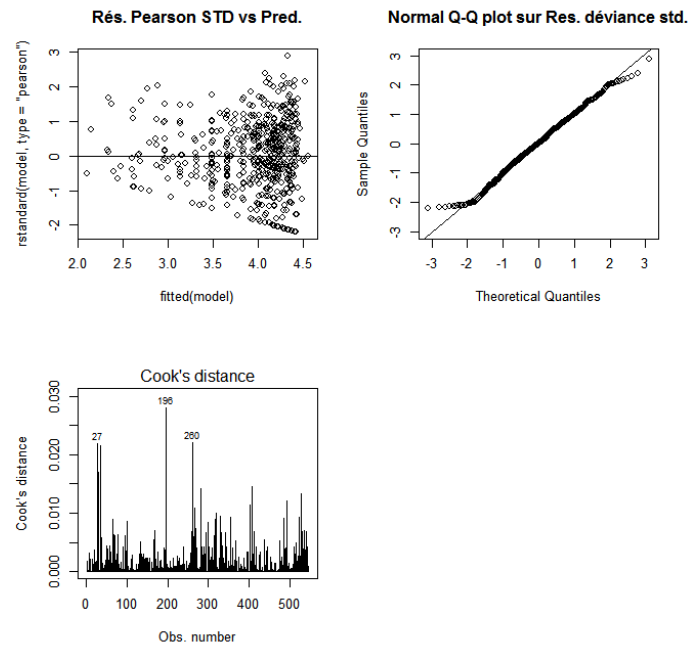 Rés. Pearson STD vs Pred.
rstandard(model, type = "pearson")
3
2
1
0
-1
-2
2.0 2.5 3.0 3.5 4.0 4.5
fitted(model)
Normal Q-Q plot sur Res. déviance std.
Sample Quantiles
3
2
1
0
-1
-2
-3
-3 -2 -1 0 1 2 3
Theoretical Quantiles
Cook's distance
Cook's distance
0.030
0.020
0.010
0.000
27
196
260
0 100 200 300 400 500
Obs. number